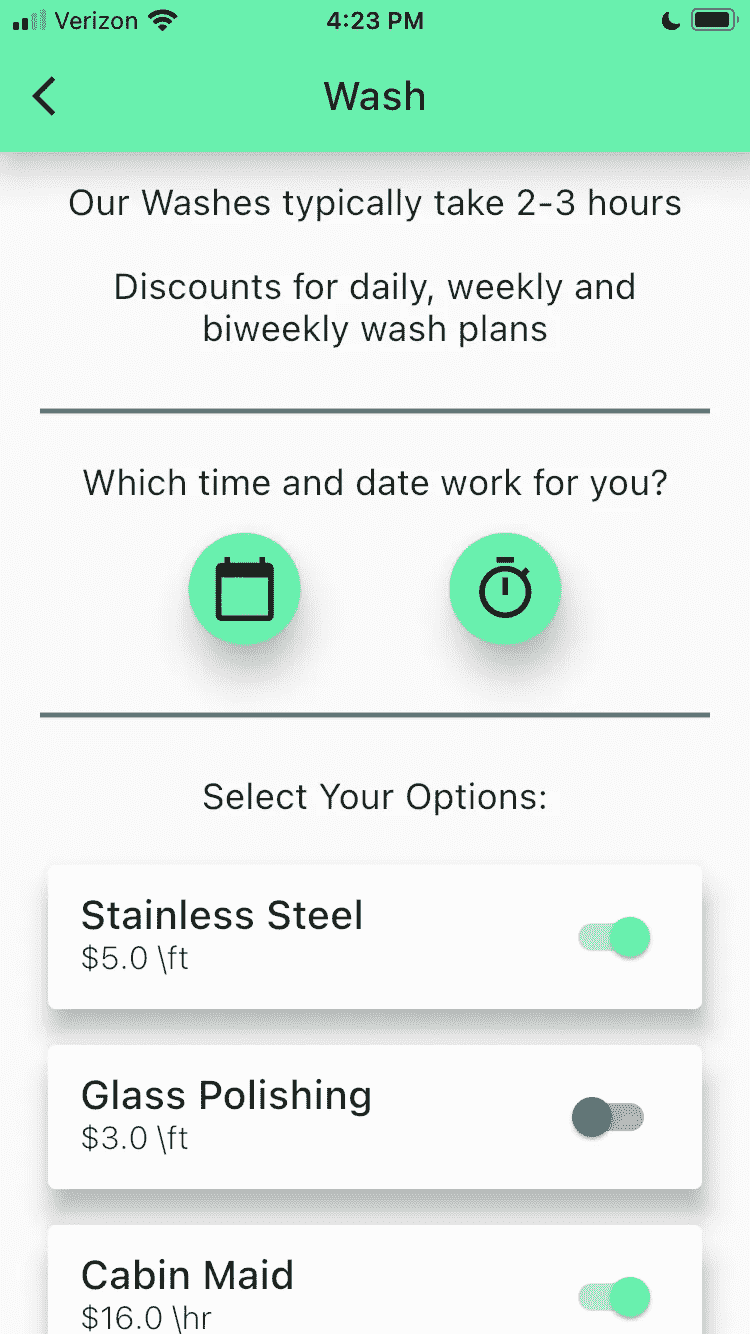 Verizon 4:23 PM
Wash
Our Washes typically take 2-3 hours
Discounts for daily, weekly and
biweekly wash plans
Which time and date work for you?
Select Your Options:
Stainless Steel
$5.0 \ft
Glass Polishing
$3.0 \ft
Cabin Maid
$16.0 \hr